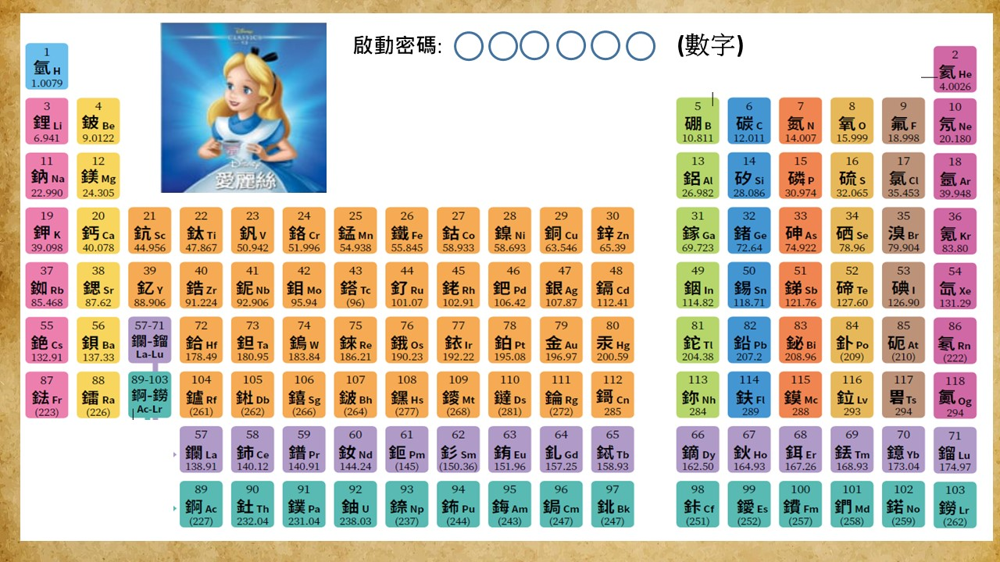 啟動密碼: (數字)
Disney
CLASSICS
Disney
愛麗絲
1 2
氫 H 氦 He
1.0079 4.0026
3 4 5 6 7 8 9 10
鋰 Li 鈹 Be 硼 B 碳 C 氮 N 氧 O 氟 F 氖 Ne
6.941 9.0122 10.811 12.011 14.007 15.999 18.998 20.180
11 12 13 14 15 16 17 18
鈉 Na 鎂 Mg 鋁 Al 矽 Si 磷 P 硫 S 氯 Cl 氬 Ar
22.990 24.305 26.982 28.086 30.974 32.065 35.453 39.948
19 20 21 22 23 24 25 26 27 28 29 30 31 32 33 34 35 36
鉀 K 鈣 Ca 鈧 Sc 鈦 Ti 釩 V 鉻 Cr 錳 Mn 鐵 Fe 鈷 Co 鎳 Ni 銅 Cu 鋅 Zn 鎵 Ga 鍺 Ge 砷 As 硒 Se 溴 Br 氪 Kr
39.098 40.078 44.956 47.867 50.942 51.996 54.938 55.845 58.933 58.693 63.546 65.39 69.723 72.64 74.922 78.96 79.904 83.80
37 38 39 40 41 42 43 44 45 46 47 48 49 50 51 52 53 54
銣 Rb 鍶 Sr 釔 Y 鋯 Zr 鈮 Nb 鉬 Mo 鎝 Tc 釕 Ru 銠 Rh 鈀 Pd 銀 Ag 鎘 Cd 銦 In 錫 Sn 銻 Sb 碲 Te 碘 I 氙 Xe
85.468 87.62 88.906 91.224 92.906 95.94 (96) 101.07 102.91 106.42 107.87 112.41 114.82 118.71 121.76 127.60 126.90 131.29
55 56 57-71 72 73 74 75 76 77 78 79 80 81 82 83 84 85 86
銫 Cs 鋇 Ba 鑭-鎦 La-Lu 鉿 Hf 鉭 Ta 鎢 W 錸 Re 鋨 Os 銥 Ir 鉑 Pt 金 Au 汞 Hg 鉈 Tl 鉛 Pb 鉍 Bi 釙 Po 砈 At 氡 Rn
132.91 137.33 178.49 180.95 183.84 186.21 190.23 192.22 195.08 196.97 200.59 204.38 207.2 208.96 (209) (210) (222)
87 88 89-103 104 105 106 107 108 109 110 111 112 113 114 115 116 117 118
鍅 Fr 鐳 Ra 錒-鐒 Ac-Lr 鑪 Rf 𨧀 Db 𨭎 Sg 𨨏 Bh 𨭆 Hs 䥑 Mt 鐽 Ds 錀 Rg 鎶 Cn 鉨 Nh 鈇 Fl 鏌 Mc 鉝 Lv Ts Og
(223) (226) (261) (262) (266) (264) (277) (268) (281) (272) 285 284 289 288 293 294 294
57 58 59 60 61 62 63 64 65 66 67 68 69 70 71
鑭 La 鈰 Ce 鐠 Pr 釹 Nd 鉕 Pm 釤 Sm 銪 Eu 釓 Gd 鋱 Tb 鏑 Dy 鈥 Ho 鉺 Er 銩 Tm 鐿 Yb 鎦 Lu
138.91 140.12 140.91 144.24 (145) (150.36) 151.96 157.25 158.93 162.50 164.93 167.26 168.93 173.04 174.97
89 90 91 92 93 94 95 96 97 98 99 100 101 102 103
錒 Ac 釷 Th 鏷 Pa 鈾 U 錼 Np 鈽 Pu 鋂 Am 鋦 Cm 鉳 Bk 鉲 Cf 鑀 Es 鐨 Fm 鍆 Md 鍩 No 鐒 Lr
(227) 232.04 231.04 238.03 (237) (244) (243) (247) (247) (251) (252) (257) (258) (259) (262)